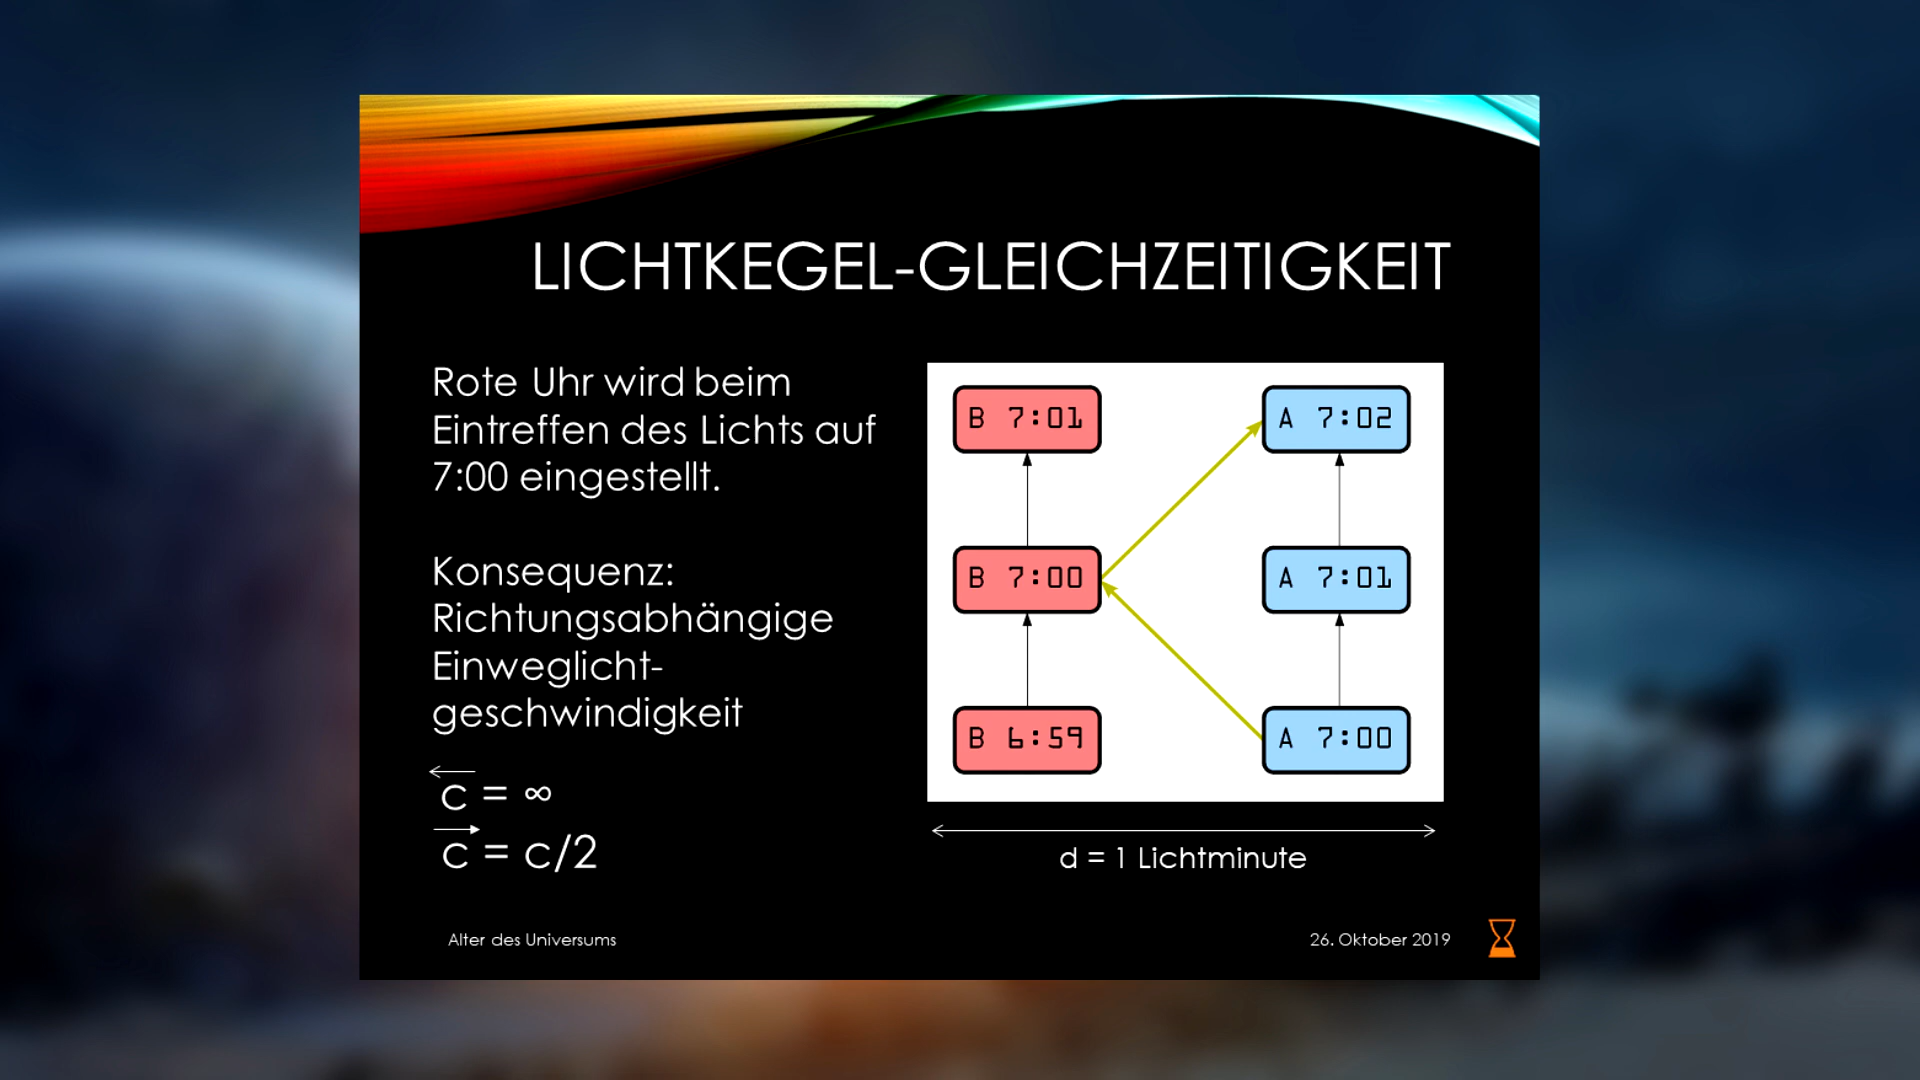 LICHTKEGEL-GLEICHZEITIGKEIT
Rote Uhr wird beim
Eintreffen des Lichts auf
7:00 eingestellt.
Konsequenz:
Richtungsabhängige
Einweglicht-
geschwindigkeit
c = ∞
c = c/2
B 7:01
A 7:02
B 7:00
A 7:01
B 6:59
A 7:00
d = 1 Lichtminute
Alter des Universums
26. Oktober 2019